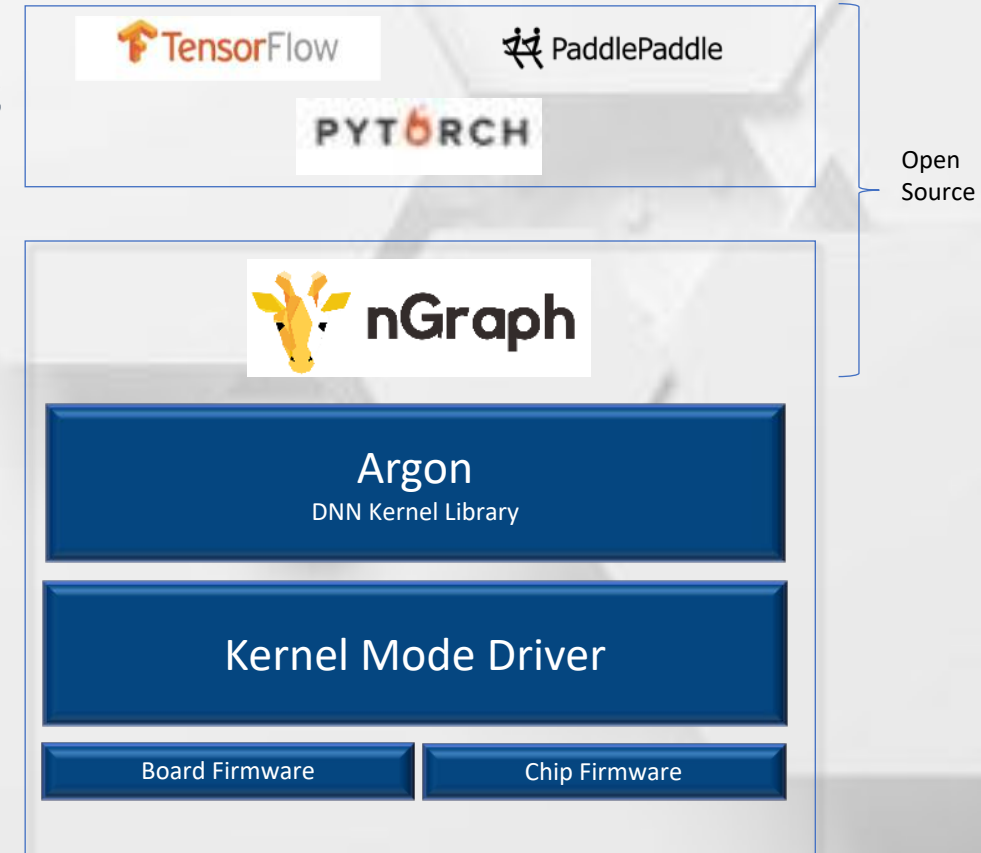 TensorFlow
PaddlePaddle
PYTORCH
Open
Source
nGraph
Argon
DNN Kernel Library
Kernel Mode Driver
Board Firmware
Chip Firmware